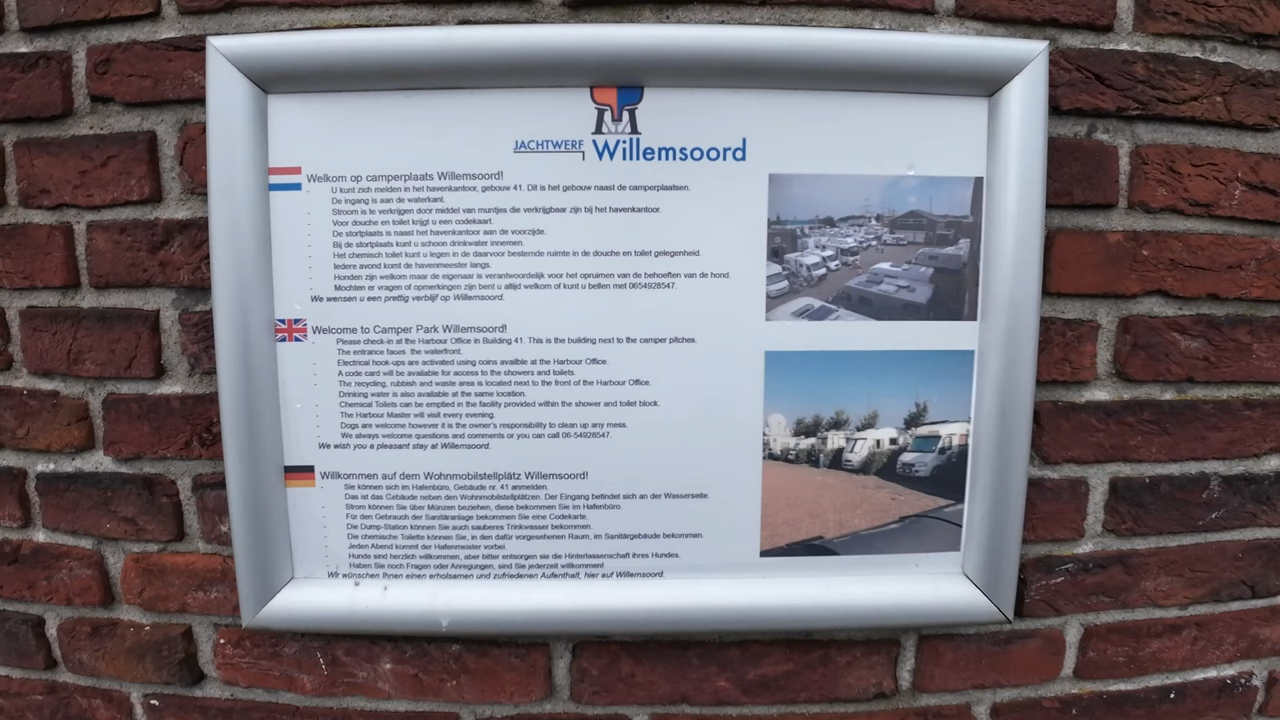 JACHTWERF Willemsoord
Welkom op camperplaats Willemsoord!
- U kunt zich melden in het havenkantoor, gebouw 41. Dit is het gebouw naast de camperplaatsen.
De ingang is aan de waterkant.
- Stroom is te verkrijgen door middel van muntjes die verkrijgbaar zijn bij het havenkantoor.
- Voor douche en toilet krijgt u een codekaart.
- De stortplaats is naast het havenkantoor aan de voorzijde.
- Bij de stortplaats kunt u schoon drinkwater innemen.
- Het chemisch toilet kunt u legen in de daarvoor bestemde ruimte in de douche en toilet gelegenheid.
- Iedere avond komt de havenmeester langs.
- Honden zijn welkom maar de eigenaar is verantwoordelijk voor het opruimen van de behoeften van de hond.
- Mochten er vragen of opmerkingen zijn bent u altijd welkom of kunt u bellen met 0654928547.
We wensen u een prettig verblijf op Willemsoord.
Welcome to Camper Park Willemsoord!
- Please check-in at the Harbour Office in Building 41. This is the building next to the camper pitches.
The entrance faces the waterfront.
- Electrical hook-ups are activated using coins availble at the Harbour Office.
- A code card will be available for access to the showers and toilets.
- The recycling, rubbish and waste area is located next to the front of the Harbour Office.
Drinking water is also available at the same location.
- Chemical Toilets can be emptied in the facility provided within the shower and toilet block.
- The Harbour Master will visit every evening.
- Dogs are welcome however it is the owner's responsibility to clean up any mess.
- We always welcome questions and comments or you can call 06-54928547.
We wish you a pleasant stay at Willemsoord.
Willkommen auf dem Wohnmobilstellplätz Willemsoord!
- Sie können sich im Hafenbüro, Gebäude nr. 41 anmelden.
Das ist das Gebäude neben den Wohnmobilstellplätzen. Der Eingang befindet sich an der Wasserseite.
- Strom können Sie über Münzen beziehen, diese bekommen Sie im Hafenbüro.
- Für den Gebrauch der Sanitäranlage bekommen Sie eine Codekarte.
- Die Dump-Station können Sie auch sauberes Trinkwasser bekommen.
- Die chemische Toilette können Sie, in den dafür vorgesehenen Raum, im Sanitärgebäude bekommen.
- Jeden Abend kommt der Hafenmeister vorbei.
- Hunde sind herzlich willkommen, aber bitter entsorgen sie die Hinterlassenschaft ihres Hundes.
- Haben Sie noch Fragen oder Anregungen, sind Sie jederzeit willkommen!
Wir wünschen Ihnen einen erholsamen und zufriedenen Aufenthalt, hier auf Willemsoord.